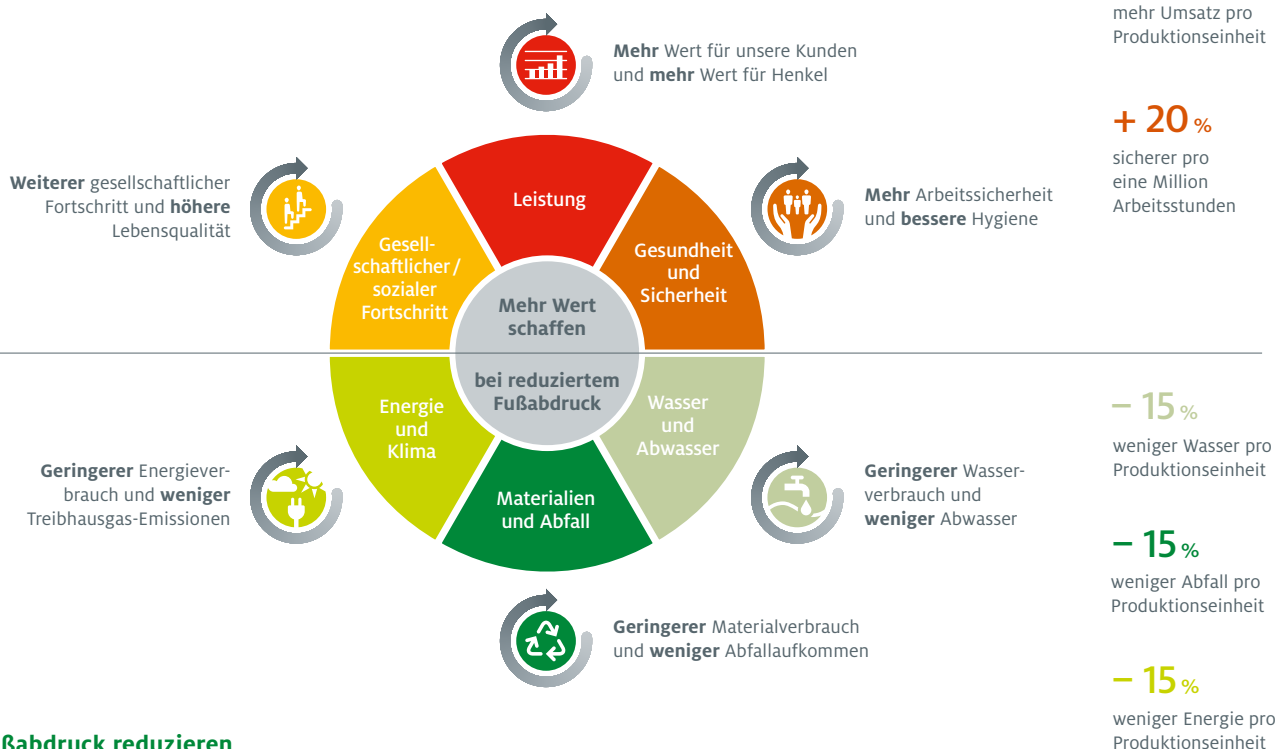 mehr Umsatz pro
Produktionseinheit
Mehr Wert für unsere Kunden
und mehr Wert für Henkel
+ 20 %
sicherer pro
eine Million
Arbeitsstunden
Weiterer gesellschaftlicher
Fortschritt und höhere
Lebensqualität
Mehr Arbeitssicherheit
und bessere Hygiene
Leistung
Gesell-
schaftlicher /
sozialer
Fortschritt
Gesundheit
und
Sicherheit
Mehr Wert
schaffen
bei reduziertem
Fußabdruck
Energie
und
Klima
Wasser
und
Abwasser
Materialien
und Abfall
– 15 %
weniger Wasser pro
Produktionseinheit
Geringerer Energiever-
brauch und weniger
Treibhausgas-Emissionen
Geringerer Wasser-
verbrauch und
weniger Abwasser
– 15 %
weniger Abfall pro
Produktionseinheit
Geringerer Materialverbrauch
und weniger Abfallaufkommen
– 15 %
weniger Energie pro
Produktionseinheit
ßabdruck reduzieren